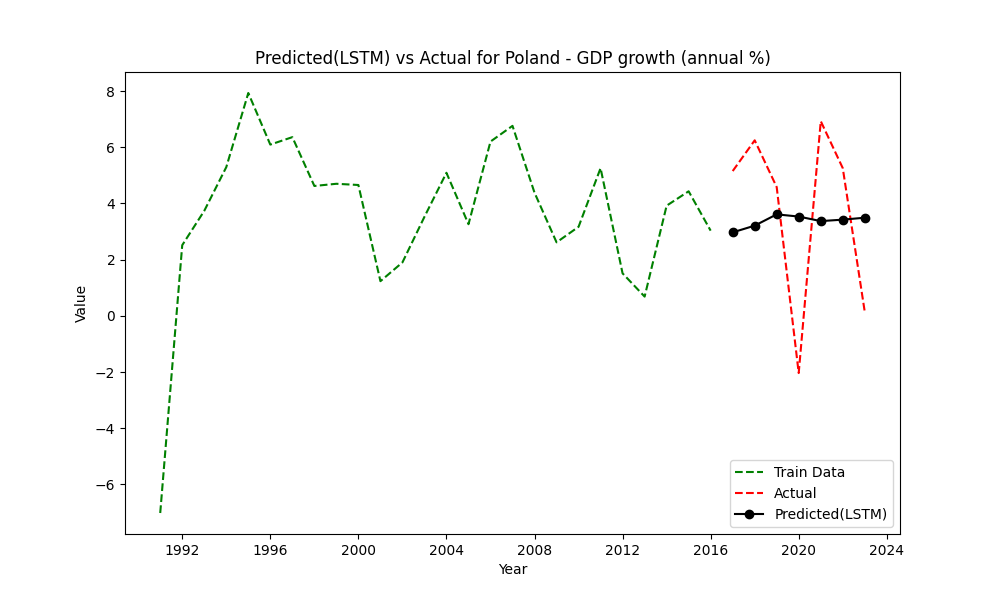 Predicted(LSTM) vs Actual for Poland - GDP growth (annual %)
Value
8
6
4
2
0
−2
−4
−6
Train Data
Actual
Predicted(LSTM)
1992 1996 2000 2004 2008 2012 2016 2020 2024
Year